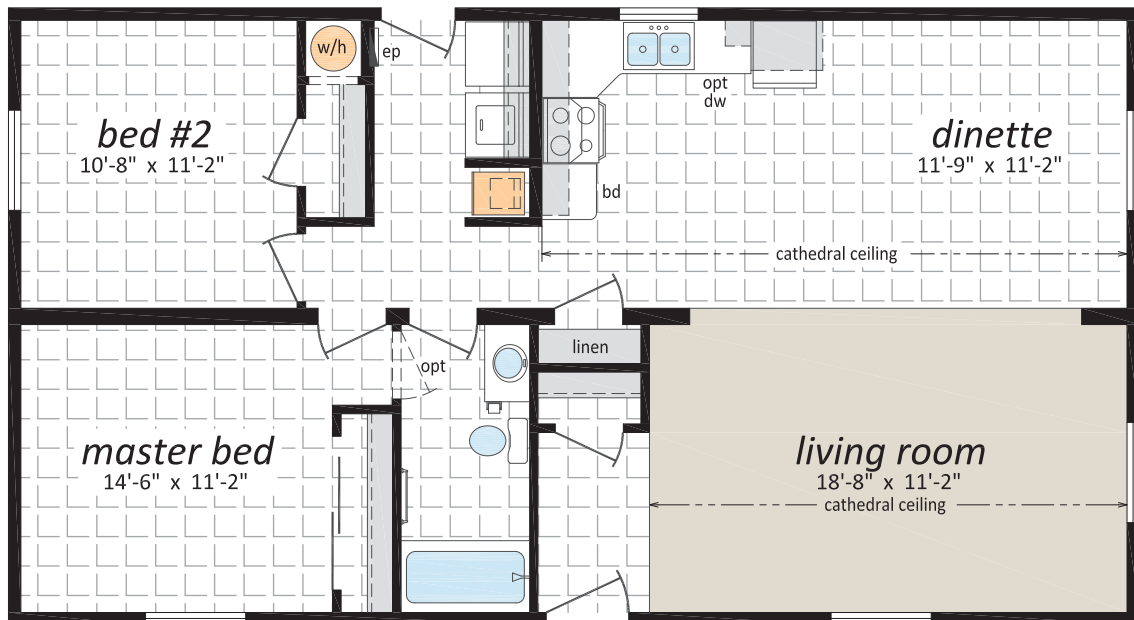 w/h
ep
opt
dw
bed #2
10'-8" x 11'-2"
dinette
11'-9" x 11'-2"
bd
cathedral ceiling
linen
opt
master bed
14'-6" x 11'-2"
living room
18'-8" x 11'-2"
cathedral ceiling